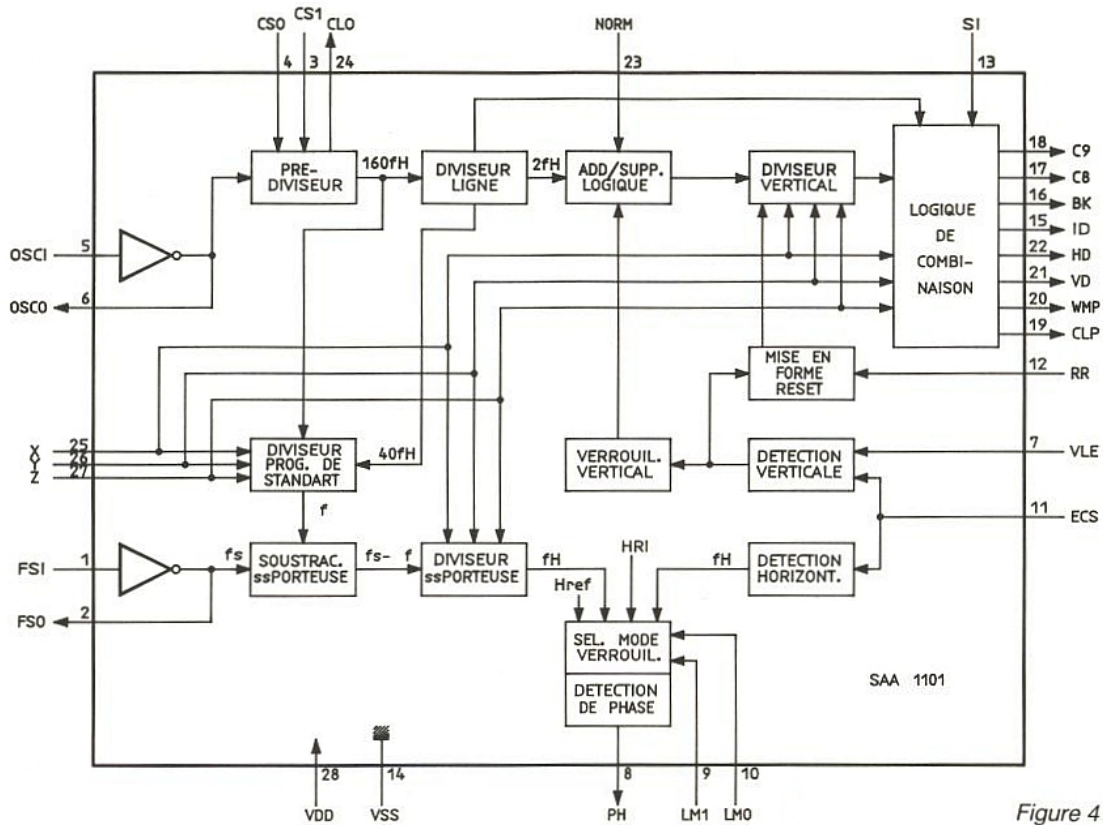 CS0 CS1 CLO NORM SI
4 3 24 23 13
PRE-
DIVISEUR
160fH
DIVISEUR
LIGNE
2fH
ADD/SUPP.
LOGIQUE
DIVISEUR
VERTICAL
LOGIQUE
DE
COMBI-
NAISON
18 C9
17 C8
16 BK
15 ID
22 HD
21 VD
20 WMP
19 CLP
OSCI 5
OSCO 6
MISE EN
FORME
RESET
12 RR
X 25
Y 26
Z 27
DIVISEUR
PROG. DE
STANDART
40fH
VERROUIL.
VERTICAL
DETECTION
VERTICALE
7 VLE
11 ECS
f
FSI 1
fs
SOUSTRAC.
ssPORTEUSE
fs- f
DIVISEUR
ssPORTEUSE
fH
HRI
fH
DETECTION
HORIZONT.
Href
FSO 2
SEL. MODE
VERROUIL.
DETECTION
DE PHASE
SAA 1101
28 14 8 9 10
VDD VSS PH LM1 LM0
Figure 4